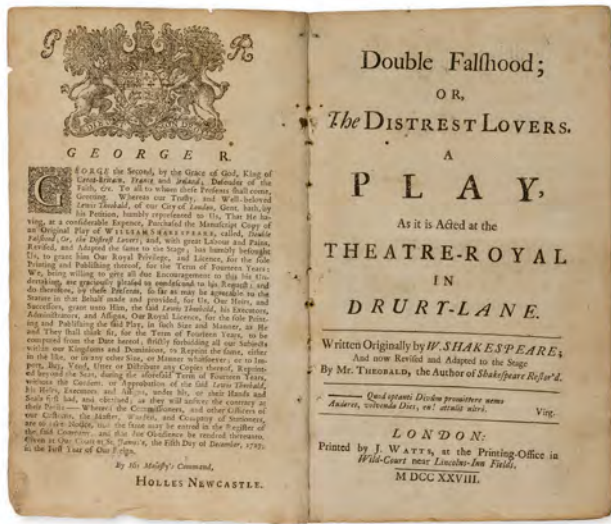 G R
GEORGE R.
GEORGE the Second, by the Grace of God, King of
Great-Britain, France and Ireland, Defender of the
Faith, &c. To all to whom these Presents shall come,
Greeting. Whereas our Trusty, and Well-beloved
Lewis Theobald, of our City of London, Gent. hath, by
his Petition, humbly represented to Us, That He ha-
ving, at a considerable Expence, Purchased the Manuscript Copy of
an Original Play of WILLIAM SHAKESPEARE, called, Double
Falshood; Or, the Distrest Lovers; and, with great Labour and Pains,
Revised, and Adapted the same to the Stage; has humbly besought
Us, to grant him Our Royal Privilege, and Licence, for the sole
Printing and Publishing thereof, for the Term of Fourteen Years:
We, being willing to give all due Encouragement to this his Un-
dertaking, are graciously pleased to condescend to his Request; and
do therefore, by these Presents, so far as may be agreeable to the
Statute in that Behalf made and provided, for Us, Our Heirs, and
Successors, grant unto Him, the said Lewis Theobald, his Executors,
Administrators, and Assigns, Our Royal Licence, for the sole Print-
ing and Publishing the said Play, in such Size and Manner, as He
and They shall think fit, for the Term of Fourteen Years, to be
computed from the Date hereof; strictly forbidding all our Subjects
within our Kingdoms and Dominions, to Reprint the same, either
in the like, or in any other Size, or Manner whatsoever; or to Im-
port, Buy, Vend, Utter or Distribute any Copies thereof, Reprint-
ed beyond the Seas, during the aforesaid Term of Fourteen Years,
without the Consent, or Approbation of the said Lewis Theobald,
his Heirs, Executors, and Assigns, under his, or their Hands and
Seals first had, and obtained; as they will answer the contrary at
their Perils: Whereof the Commissioners, and other Officers of
our Customs, the Master, Warden, and Company of Stationers,
are to take Notice, that the same may be entred in the Register of
the said Company, and that due Obedience be rendred thereunto.
Given at Our Court at St. James's, the Fifth Day of December, 1727;
in the First Year of Our Reign.
By His Majesty's Command,
HOLLES NEWCASTLE.
Double Falshood;
OR,
The DISTREST LOVERS.
A
PLAY,
As it is Acted at the
THEATRE-ROYAL
IN
DRURY-LANE.
Written Originally by W. SHAKESPEARE;
And now Revised and Adapted to the Stage
By Mr. THEOBALD, the Author of Shakespeare Restor'd.
Quod optanti Divûm promittere nemo
Auderet, volvenda Dies, en! attulit ultrò. Virg.
LONDON:
Printed by J. WATTS, at the Printing-Office in
Wild-Court near Lincolns-Inn Fields.
M DCC XXVIII.